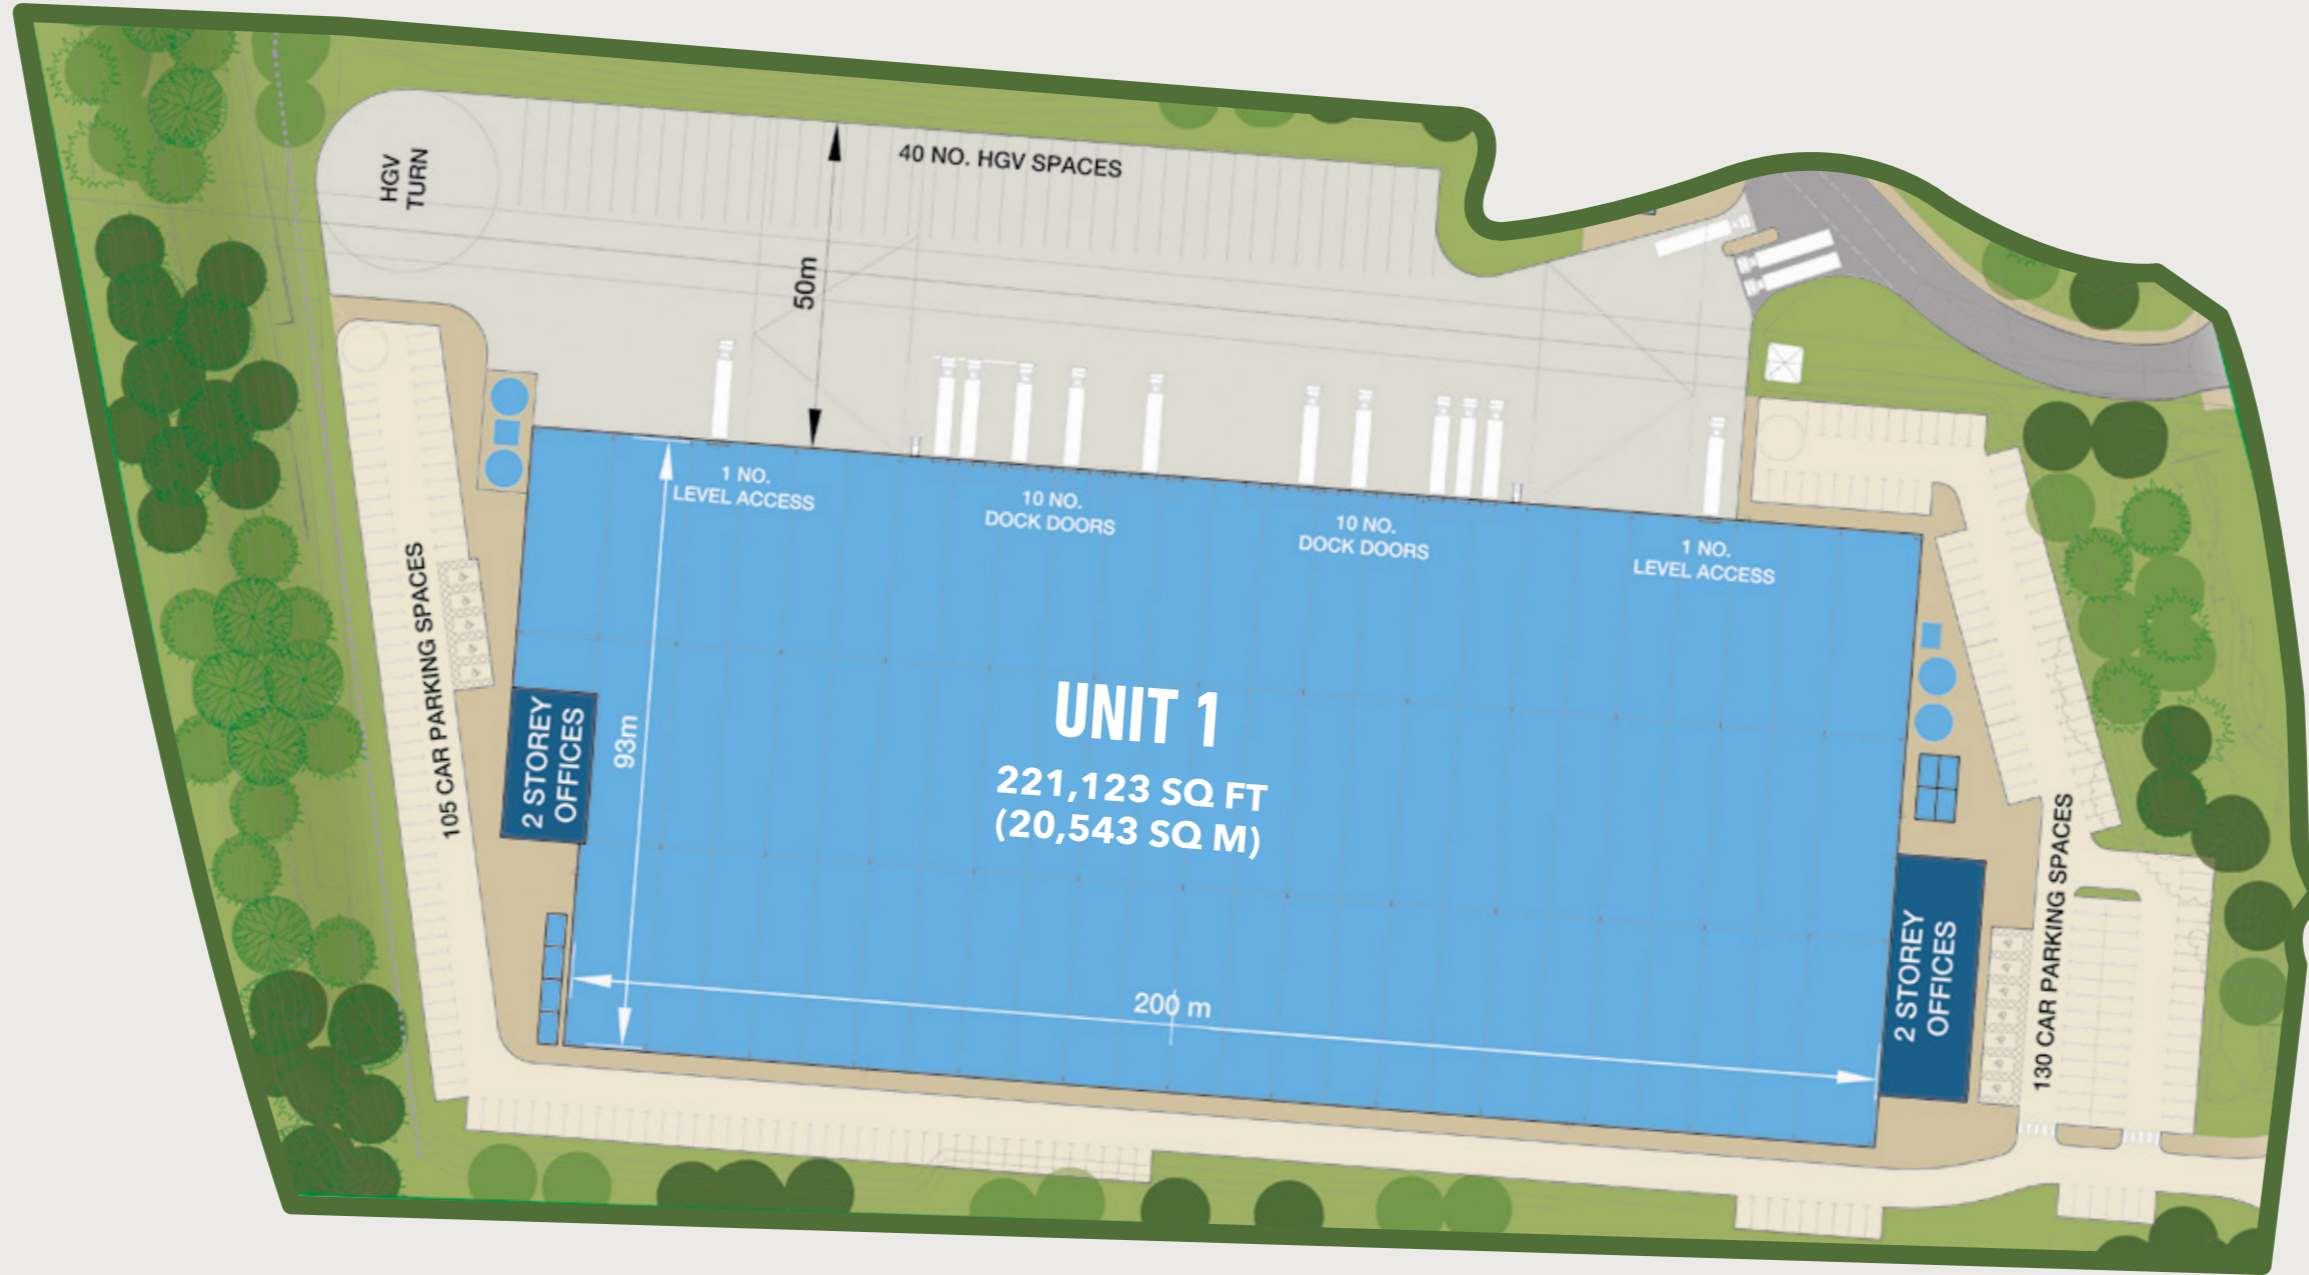 HGV
TURN
40 NO. HGV SPACES
50m
1 NO.
LEVEL ACCESS
10 NO.
DOCK DOORS
10 NO.
DOCK DOORS
1 NO.
LEVEL ACCESS
105 CAR PARKING SPACES
2 STOREY
OFFICES
93m
UNIT 1
221,123 SQ FT
(20,543 SQ M)
200 m
2 STOREY
OFFICES
130 CAR PARKING SPACES